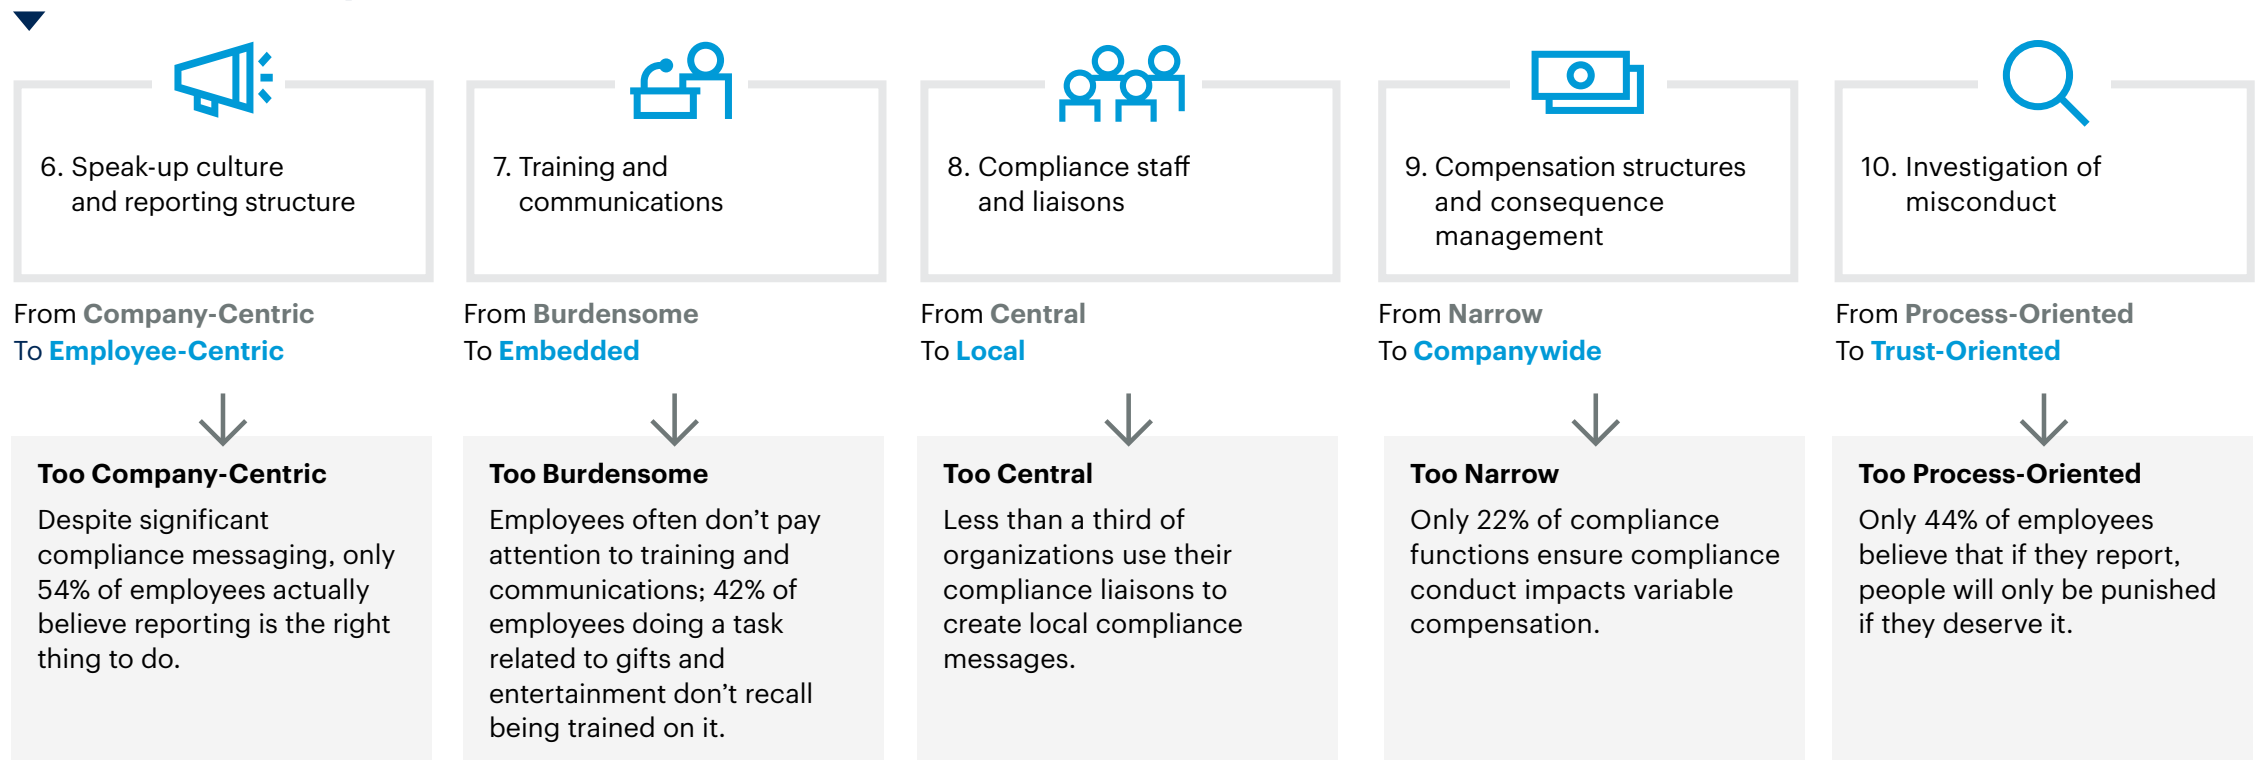 6. Speak-up culture
and reporting structure
From Company-Centric
To Employee-Centric
Too Company-Centric
Despite significant
compliance messaging, only
54% of employees actually
believe reporting is the right
thing to do.
7. Training and
communications
From Burdensome
To Embedded
Too Burdensome
Employees often don’t pay
attention to training and
communications; 42% of
employees doing a task
related to gifts and
entertainment don’t recall
being trained on it.
8. Compliance staff
and liaisons
From Central
To Local
Too Central
Less than a third of
organizations use their
compliance liaisons to
create local compliance
messages.
9. Compensation structures
and consequence
management
From Narrow
To Companywide
Too Narrow
Only 22% of compliance
functions ensure compliance
conduct impacts variable
compensation.
10. Investigation of
misconduct
From Process-Oriented
To Trust-Oriented
Too Process-Oriented
Only 44% of employees
believe that if they report,
people will only be punished
if they deserve it.